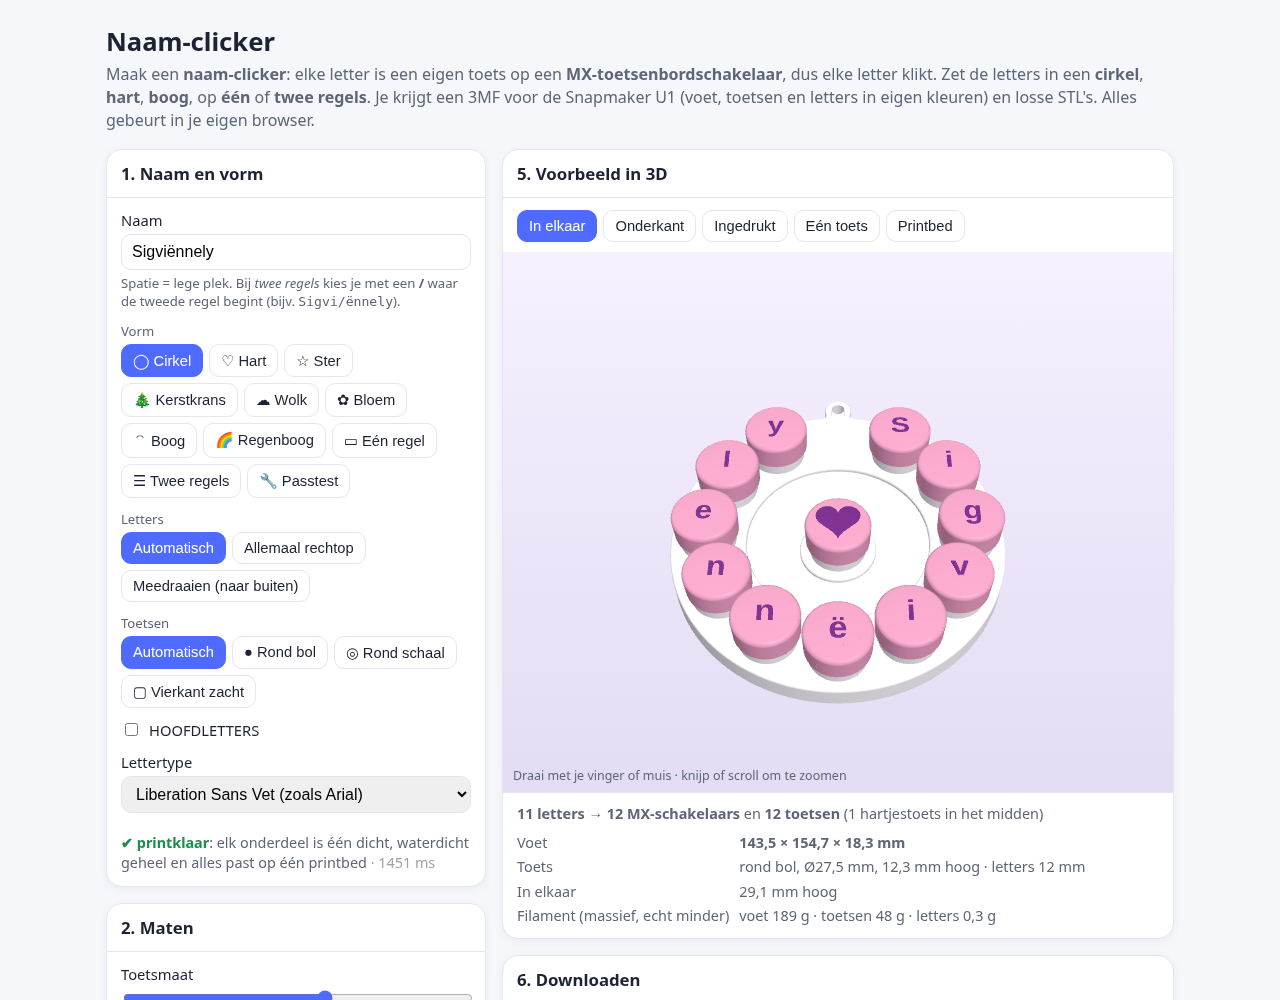 Naam-clicker
Maak een naam-clicker: elke letter is een eigen toets op een MX-toetsenbordschakelaar, dus elke letter klikt. Zet de letters in een cirkel,
hart, boog, op één of twee regels. Je krijgt een 3MF voor de Snapmaker U1 (voet, toetsen en letters in eigen kleuren) en losse STL's. Alles
gebeurt in je eigen browser.
1. Naam en vorm
Naam
Sigviënnely
Spatie = lege plek. Bij twee regels kies je met een / waar
de tweede regel begint (bijv. Sigvi/ënnely).
Vorm
◯ Cirkel
♡ Hart
☆ Ster
🎄 Kerstkrans
☁ Wolk
✿ Bloem
⌒ Boog
🌈 Regenboog
▭ Eén regel
☰ Twee regels
🔧 Passtest
Letters
Automatisch
Allemaal rechtop
Meedraaien (naar buiten)
Toetsen
Automatisch
● Rond bol
◎ Rond schaal
▢ Vierkant zacht
HOOFDLETTERS
Lettertype
Liberation Sans Vet (zoals Arial)
✔ printklaar: elk onderdeel is één dicht, waterdicht
geheel en alles past op één printbed · 1451 ms
2. Maten
Toetsmaat
5. Voorbeeld in 3D
In elkaar
Onderkant
Ingedrukt
Eén toets
Printbed
S
i
g
v
i
ë
n
n
e
l
y
Draai met je vinger of muis · knijp of scroll om te zoomen
11 letters → 12 MX-schakelaars en 12 toetsen (1 hartjestoets in het midden)
Voet 143,5 × 154,7 × 18,3 mm
Toets rond bol, Ø27,5 mm, 12,3 mm hoog · letters 12 mm
In elkaar 29,1 mm hoog
Filament (massief, echt minder) voet 189 g · toetsen 48 g · letters 0,3 g
6. Downloaden